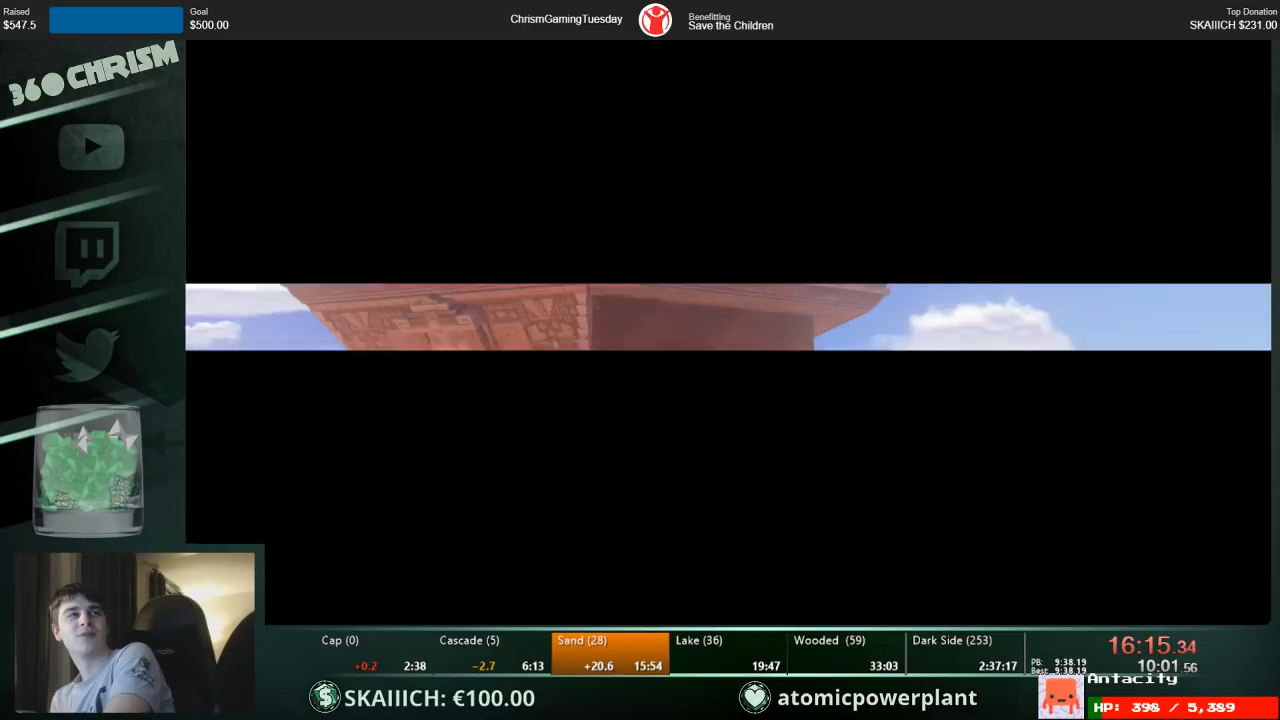 Raised
$547.5
Goal
$500.00
ChrismGamingTuesday
Benefitting
Save the Children
Top Donation
SKAIIICH $231.00
360 CHRISM
Cap (0)
+0.2 2:38
Cascade (5)
-2.7 6:13
Sand (28)
+20.6 15:54
Lake (36)
19:47
Wooded (59)
33:03
Dark Side (253)
2:37:17
16:15.34
PB: 9:38.19
Best: 9:38.19
10:01.56
SKAIIICH: €100.00
atomicpowerplant
Antacity
HP: 398 / 5,389